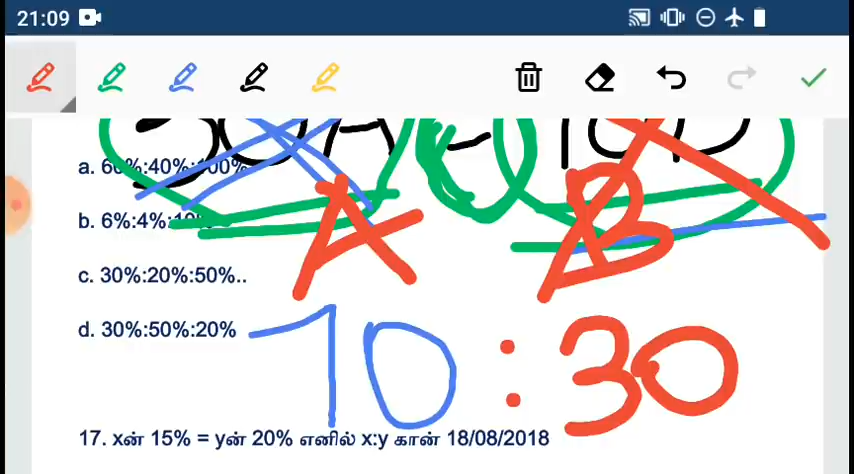 21:09
a. 60%:40%:100%
b. 6%:4%:10%
A B
c. 30%:20%:50%..
d. 30%:50%:20%
10 : 30
17. xன் 15% = yன் 20% எனில் x:y கான் 18/08/2018